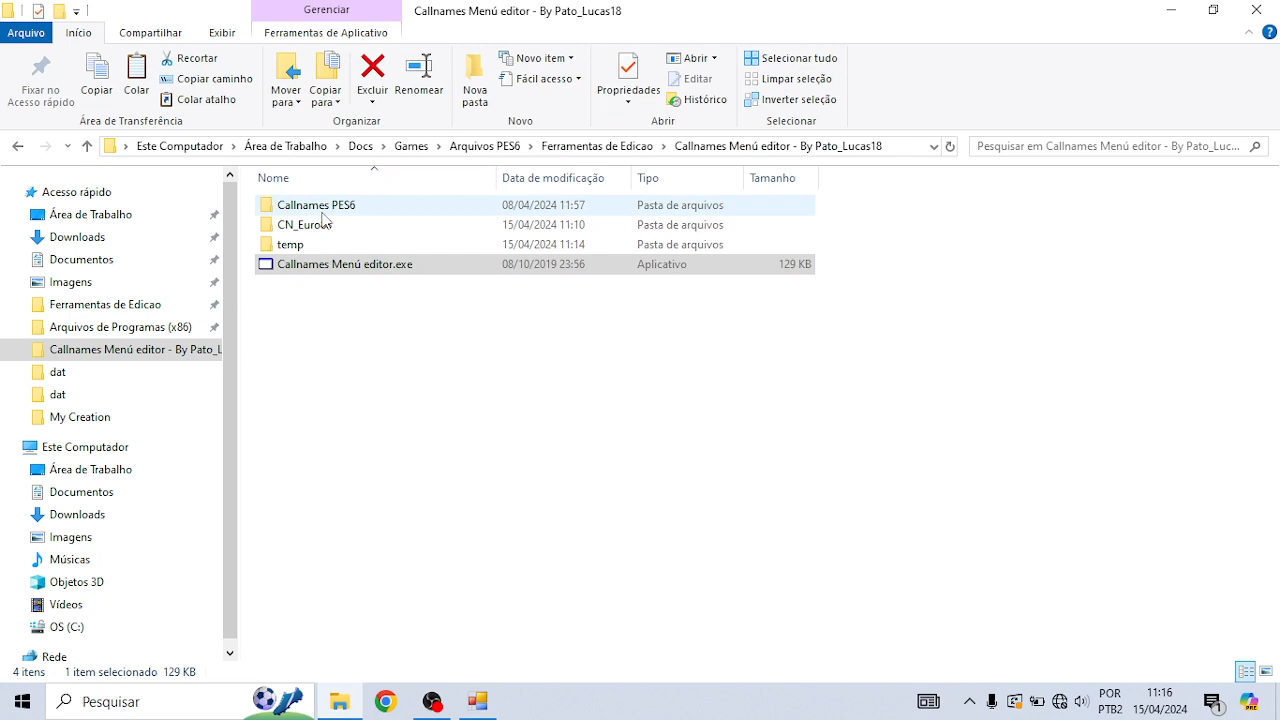 Gerenciar
Callnames Menú editor - By Pato_Lucas18
Arquivo Início Compartilhar Exibir Ferramentas de Aplicativo
Fixar no Acesso rápido
Copiar
Colar
Recortar
Copiar caminho
Colar atalho
Mover para
Copiar para
Excluir
Renomear
Nova pasta
Novo item
Fácil acesso
Propriedades
Abrir
Editar
Histórico
Selecionar tudo
Limpar seleção
Inverter seleção
Área de Transferência Organizar Novo Abrir Selecionar
Este Computador Área de Trabalho Docs Games Arquivos PES6 Ferramentas de Edicao Callnames Menú editor - By Pato_Lucas18 Pesquisar em Callnames Menú editor - By Pato_Luc...
Nome Data de modificação Tipo Tamanho
Callnames PES6 08/04/2024 11:57 Pasta de arquivos
15/04/2024 11:10 Pasta de arquivos
temp 15/04/2024 11:14 Pasta de arquivos
Callnames Menú editor.exe 08/10/2019 23:56 Aplicativo 129 KB
Acesso rápido
Área de Trabalho
Downloads
Documentos
Imagens
Ferramentas de Edicao
Arquivos de Programas (x86)
Callnames Menú editor - By Pato_L
dat
dat
My Creation
Este Computador
Área de Trabalho
Documentos
Downloads
Imagens
Músicas
Objetos 3D
Vídeos
OS (C:)
Rede
4 itens 1 item selecionado 129 KB
Pesquisar
POR
PTB2
11:16
15/04/2024
1
PRE